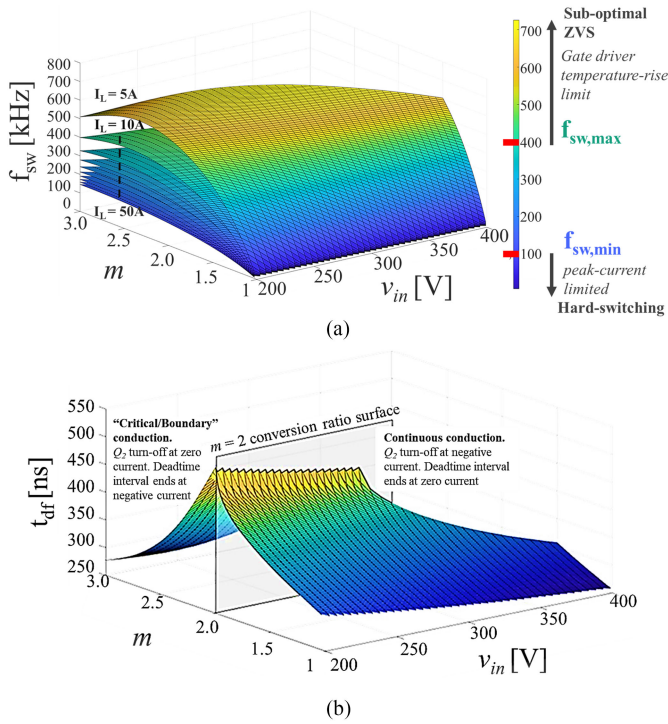 800
700
600
500
400
300
200
100
0
f_sw [kHz]
I_L = 5A
I_L = 10A
I_L = 50A
3.0
2.5
2.0
1.5
1
m
200
250
300
350
400
v_in [V]
700
600
500
400
300
200
100
Sub-optimal
ZVS
Gate driver
temperature-rise
limit
f_sw,max
f_sw,min
peak-current
limited
Hard-switching
(a)
550
500
450
400
350
300
250
t_df [ns]
“Critical/Boundary”
conduction.
Q_2 turn-off at zero
current. Deadtime
interval ends at
negative current
m = 2 conversion ratio surface
Continuous conduction.
Q_2 turn-off at negative
current. Deadtime interval
ends at zero current
3.0
2.5
2.0
1.5
1
m
200
250
300
350
400
v_in [V]
(b)